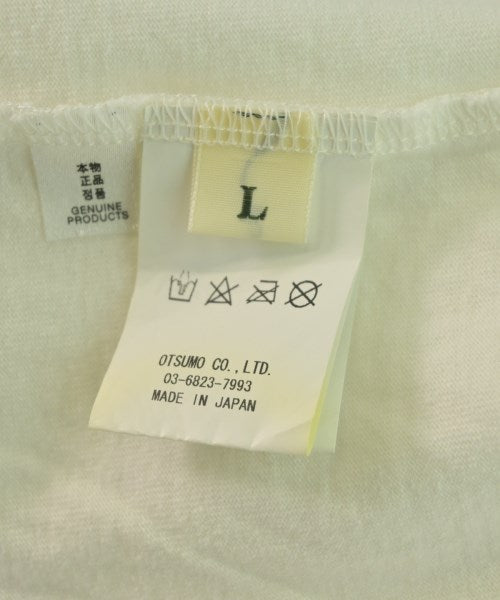 本物
正品
정품
GENUINE
PRODUCTS
L
OTSUMO CO.,LTD.
03-6823-7993
MADE IN JAPAN